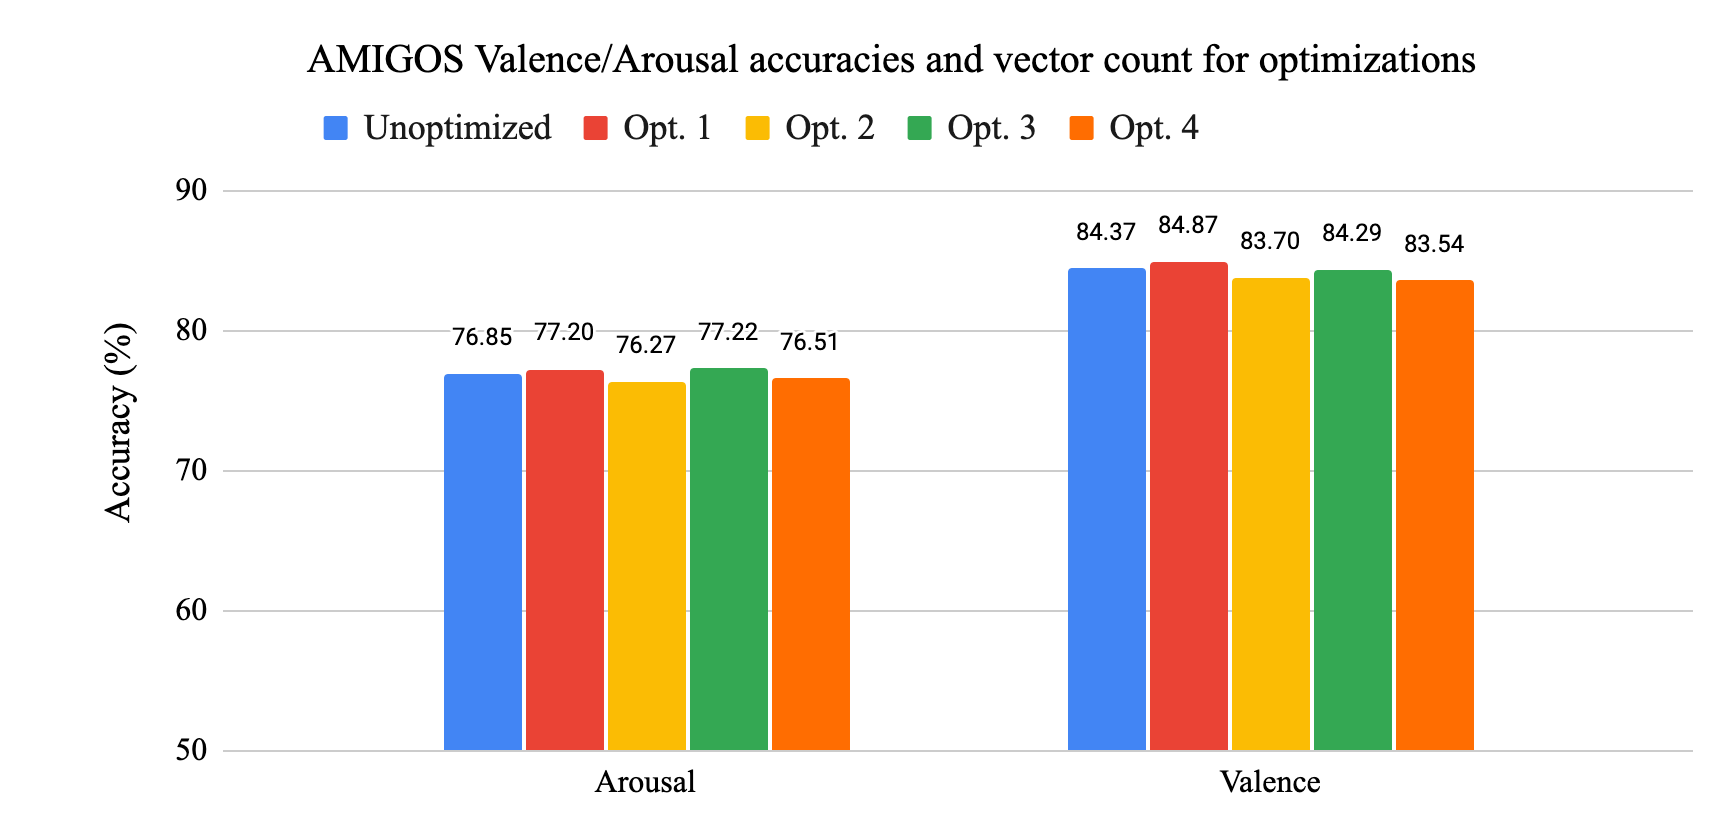 AMIGOS Valence/Arousal accuracies and vector count for optimizations
Unoptimized Opt. 1 Opt. 2 Opt. 3 Opt. 4
90
84.37 84.87 83.70 84.29 83.54
80
76.85 77.20 76.27 77.22 76.51
Accuracy (%)
70
60
50
Arousal Valence